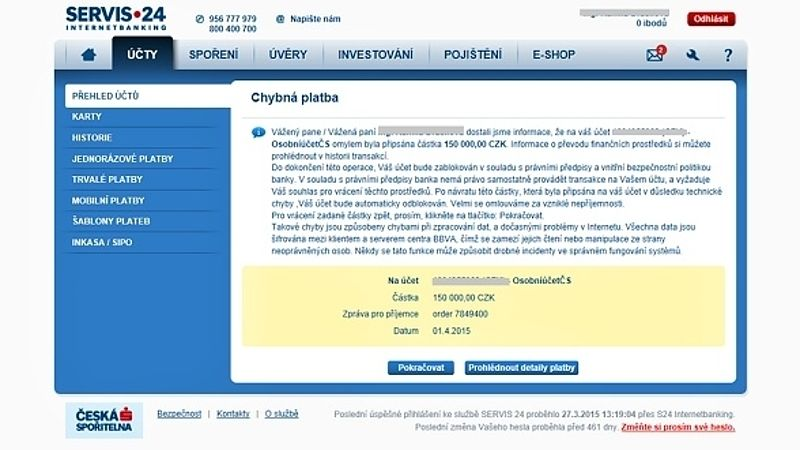 SERVIS 24
INTERNETBANKING
956 777 979
800 400 700
@ Napište nám
0 ibodů
Odhlásit
ÚČTY
SPOŘENÍ
ÚVĚRY
INVESTOVÁNÍ
POJIŠTĚNÍ
E-SHOP
2
?
PŘEHLED ÚČTŮ
KARTY
HISTORIE
JEDNORÁZOVÉ PLATBY
TRVALÉ PLATBY
MOBILNÍ PLATBY
ŠABLONY PLATEB
INKASA / SIPO
Chybná platba
Vážený pane / Vážená paní dostali jsme informace, že na váš účet -
OsobníúčetČS omylem byla připsána částka 150 000,00 CZK. Informace o převodu finančních prostředků si můžete
prohlédnout v historii transakcí.
Do dokončení této operace, Váš účet bude zablokován v souladu s právními předpisy a vnitřní bezpečnostní politikou
banky. V souladu s právními předpisy banka nemá právo samostatně provádět transakce na Vašem účtu, a vyžaduje
Váš souhlas pro vrácení těchto prostředků. Po návratu této částky, která byla připsána na váš účet v důsledku technické
chyby ,Váš účet bude automaticky odblokován. Velmi se omlouváme za vzniklé nepříjemnosti.
Pro vrácení zadané částky zpět, prosím, klikněte na tlačítko: Pokračovat.
Takové chyby jsou způsobeny chybami při zpracování dat, a dočasnými problémy v Internetu. Všechna data jsou
šifrována mezi klientem a serverem centra BBVA, čímž se zamezí jejich čtení nebo manipulace ze strany
neoprávněných osob. Někdy se tato funkce může způsobit drobné incidenty ve správném fungování systémů.
Na účet - OsobníúčetČS
Částka 150 000,00 CZK
Zpráva pro příjemce order 7849400
Datum 01.4.2015
Pokračovat
Prohlédnout detaily platby
ČESKÁ
SPOŘITELNA
Bezpečnost | Kontakty | O službě
Poslední úspěšné přihlášení ke službě SERVIS 24 proběhlo 27.3.2015 13:19:04 přes S24 Internetbanking.
Poslední změna Vašeho hesla proběhla před 461 dny. Změňte si prosím své heslo.